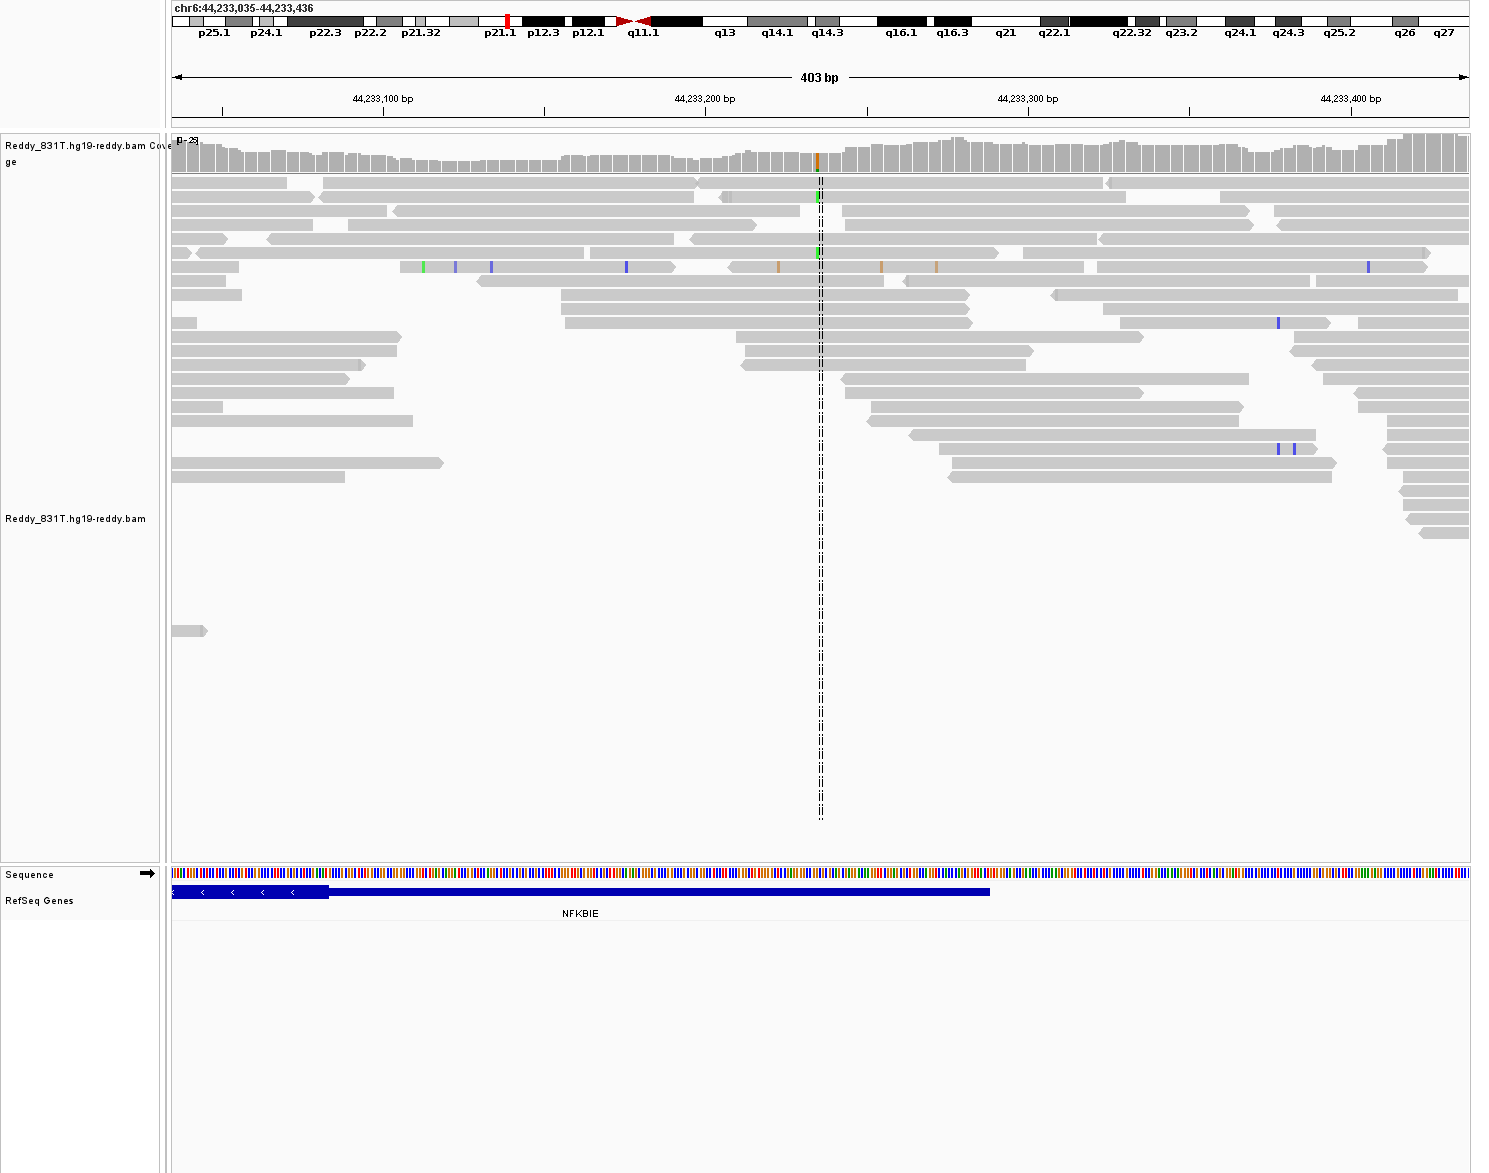 chr6:44,233,035-44,233,436
p25.1 p24.1 p22.3 p22.2 p21.32 p21.1 p12.3 p12.1 q11.1 q13 q14.1 q14.3 q16.1 q16.3 q21 q22.1 q22.32 q23.2 q24.1 q24.3 q25.2 q26 q27
403 bp
44,233,100 bp 44,233,200 bp 44,233,300 bp 44,233,400 bp
Reddy_831T.hg19-reddy.bam Cove
ge
[0-25]
Reddy_831T.hg19-reddy.bam
Sequence
RefSeq Genes
NFKBIE